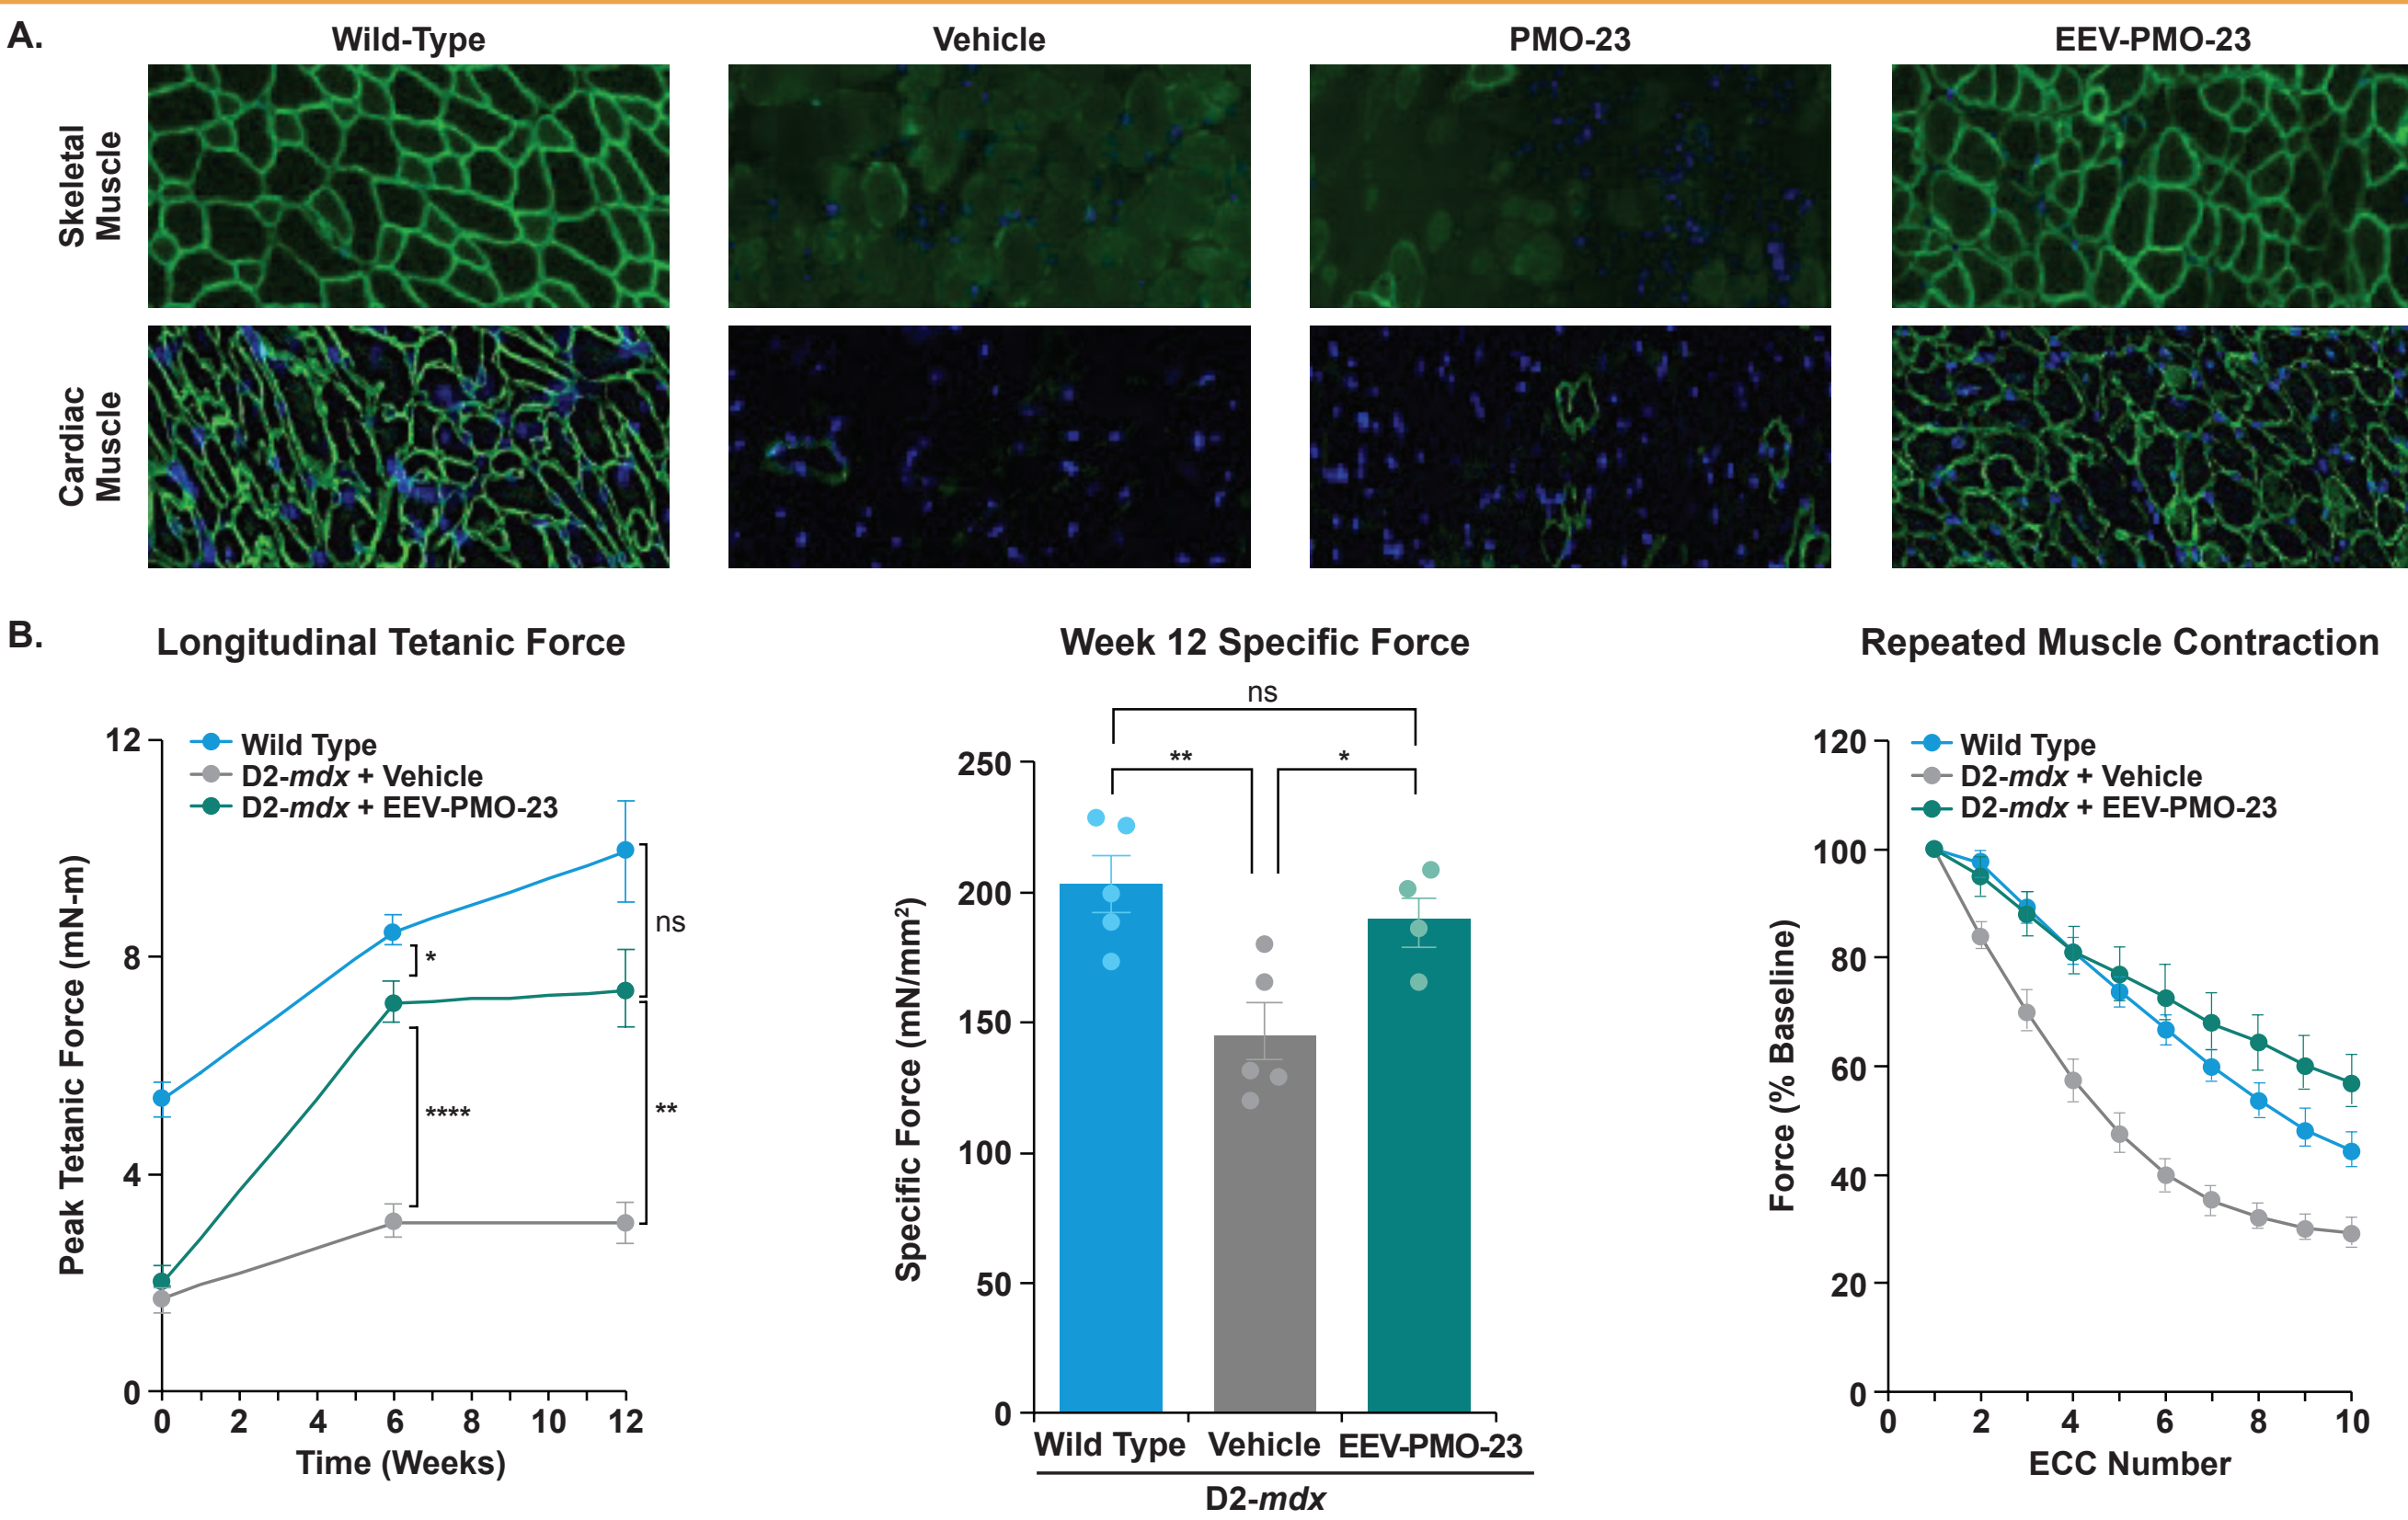 A.
Wild-Type
Vehicle
PMO-23
EEV-PMO-23
Skeletal
Muscle
Cardiac
Muscle
B.
Longitudinal Tetanic Force
Peak Tetanic Force (mN-m)
12
8
4
0
Wild Type
D2-mdx + Vehicle
D2-mdx + EEV-PMO-23
*
****
ns
**
0 2 4 6 8 10 12
Time (Weeks)
Week 12 Specific Force
Specific Force (mN/mm²)
250
200
150
100
50
0
ns
**
*
Wild Type Vehicle EEV-PMO-23
D2-mdx
Repeated Muscle Contraction
Force (% Baseline)
120
100
80
60
40
20
0
Wild Type
D2-mdx + Vehicle
D2-mdx + EEV-PMO-23
0 2 4 6 8 10
ECC Number